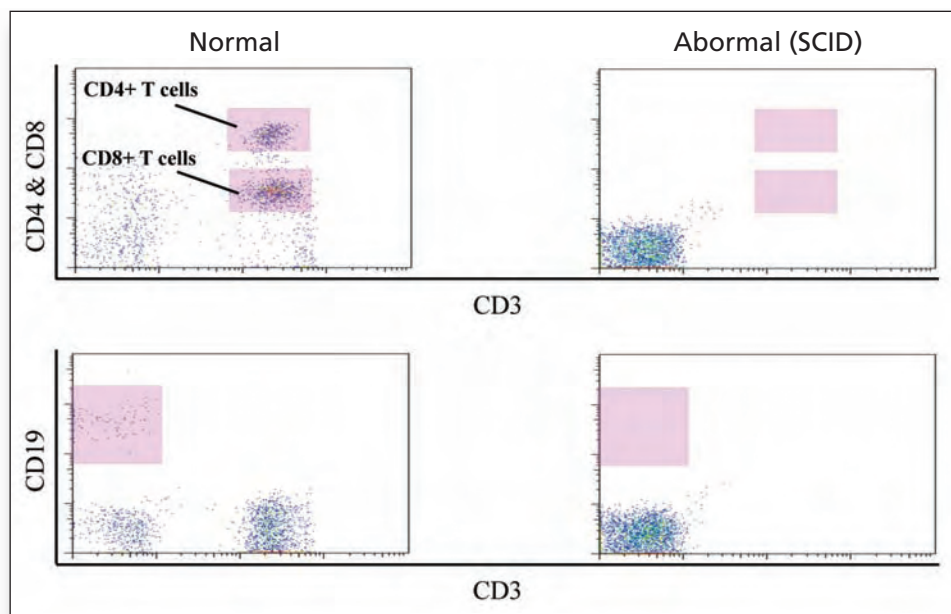 Normal
Abormal (SCID)
CD4+ T cells
CD8+ T cells
CD4 & CD8
CD3
CD19
CD3